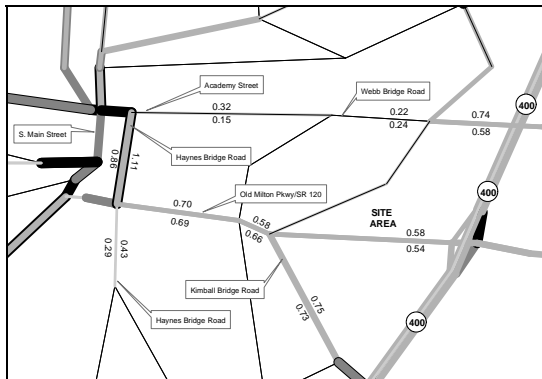 Academy Street
0.32
0.15
Webb Bridge Road
0.22
0.24
0.74
0.58
400
S. Main Street
0.86
1.11
Haynes Bridge Road
0.70
0.69
Old Milton Pkwy/SR 120
0.58
0.66
SITE
AREA
400
0.58
0.54
0.29
0.43
Kimball Bridge Road
0.75
0.73
Haynes Bridge Road
400